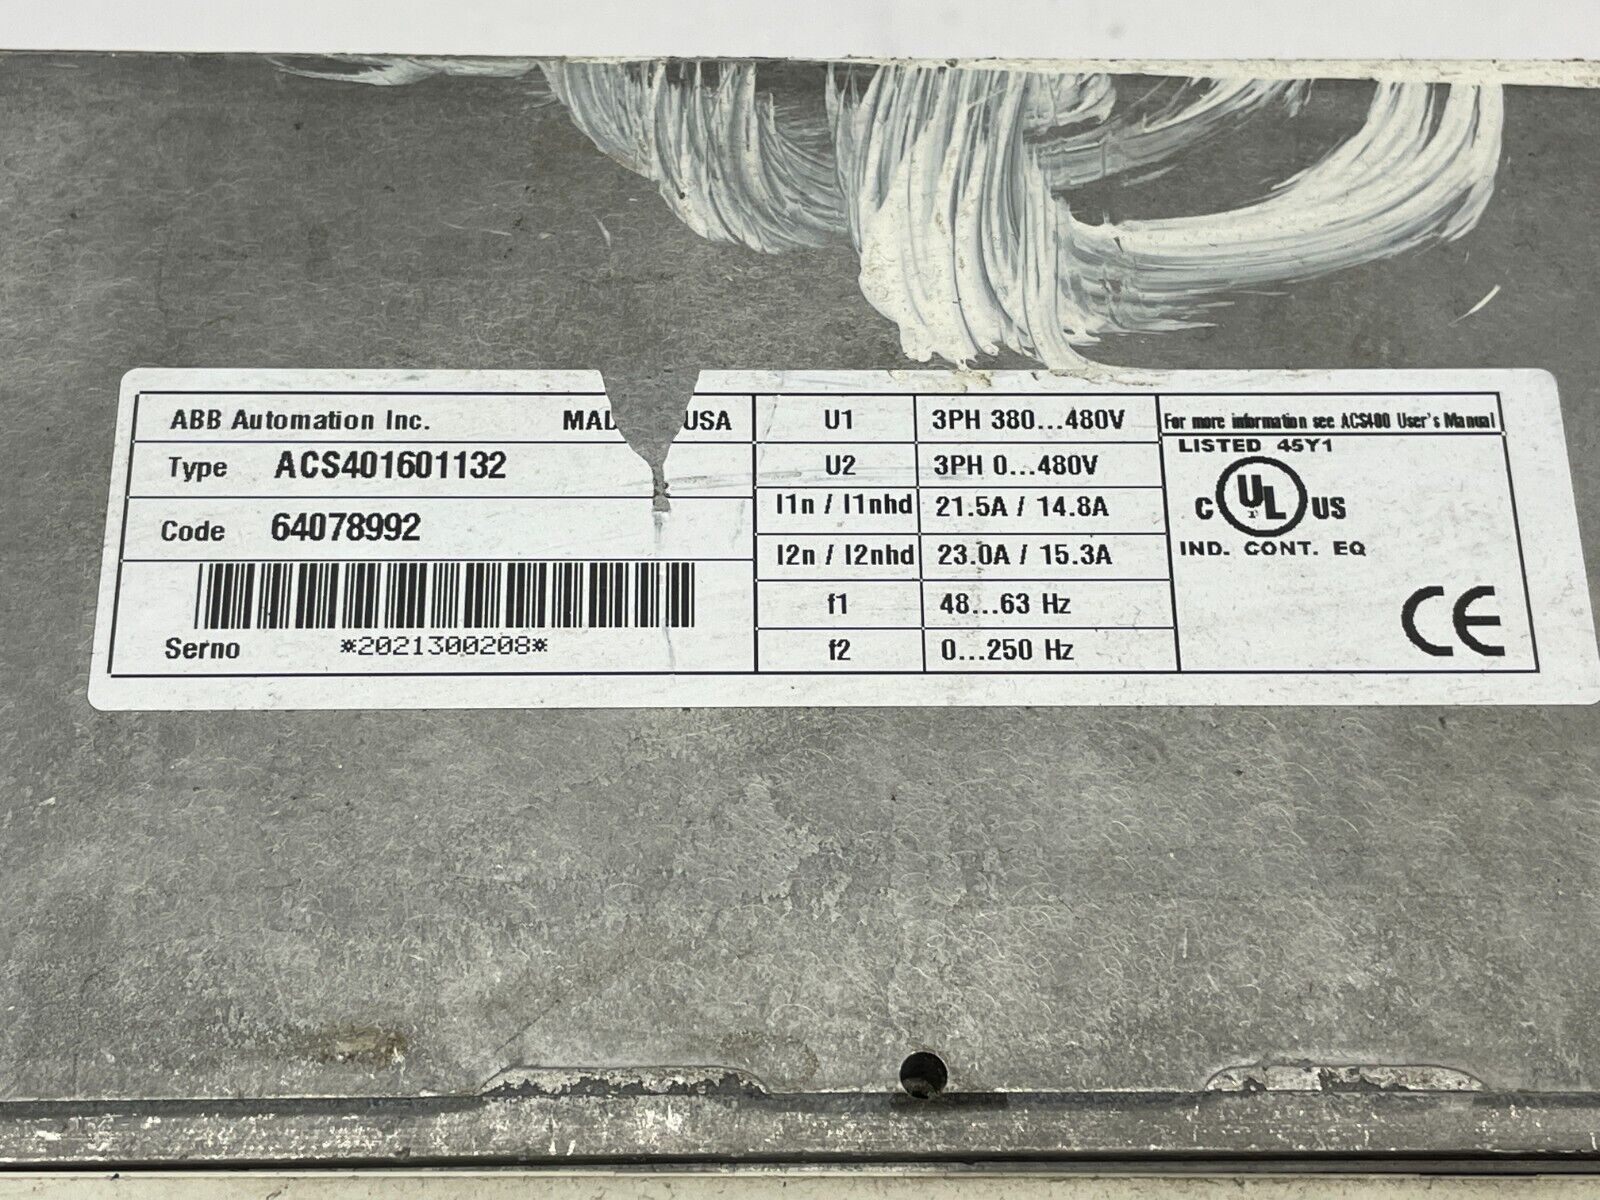 ABB Automation Inc. USA
Type ACS401601132
Code 64078992
Serno *2021300208*
U1 3PH 380...480V
U2 3PH 0...480V
I1n / I1nhd 21.5A / 14.8A
I2n / I2nhd 23.0A / 15.3A
f1 48...63 Hz
f2 0...250 Hz
For more information see ACS400 User's Manual
LISTED 45Y1
C UL US
IND. CONT. EQ
CE